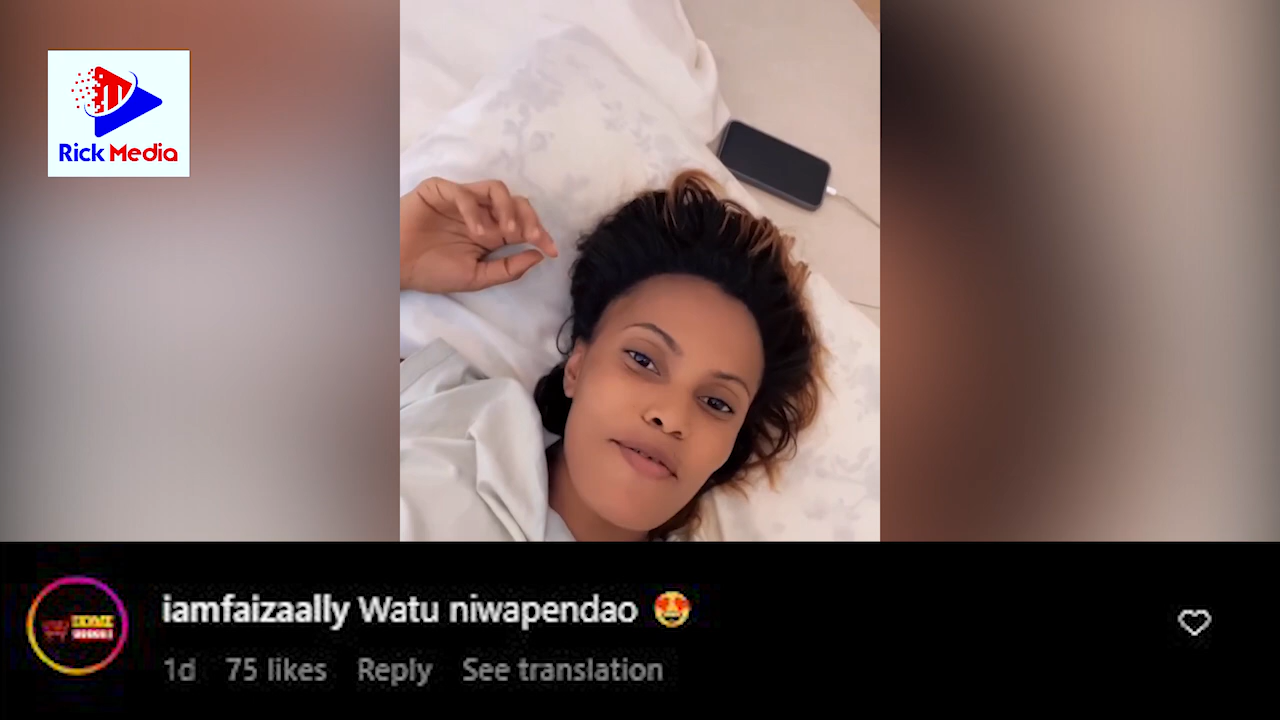 Rick Media
iamfaizaally Watu niwapendao 😍
1d 75 likes Reply See translation